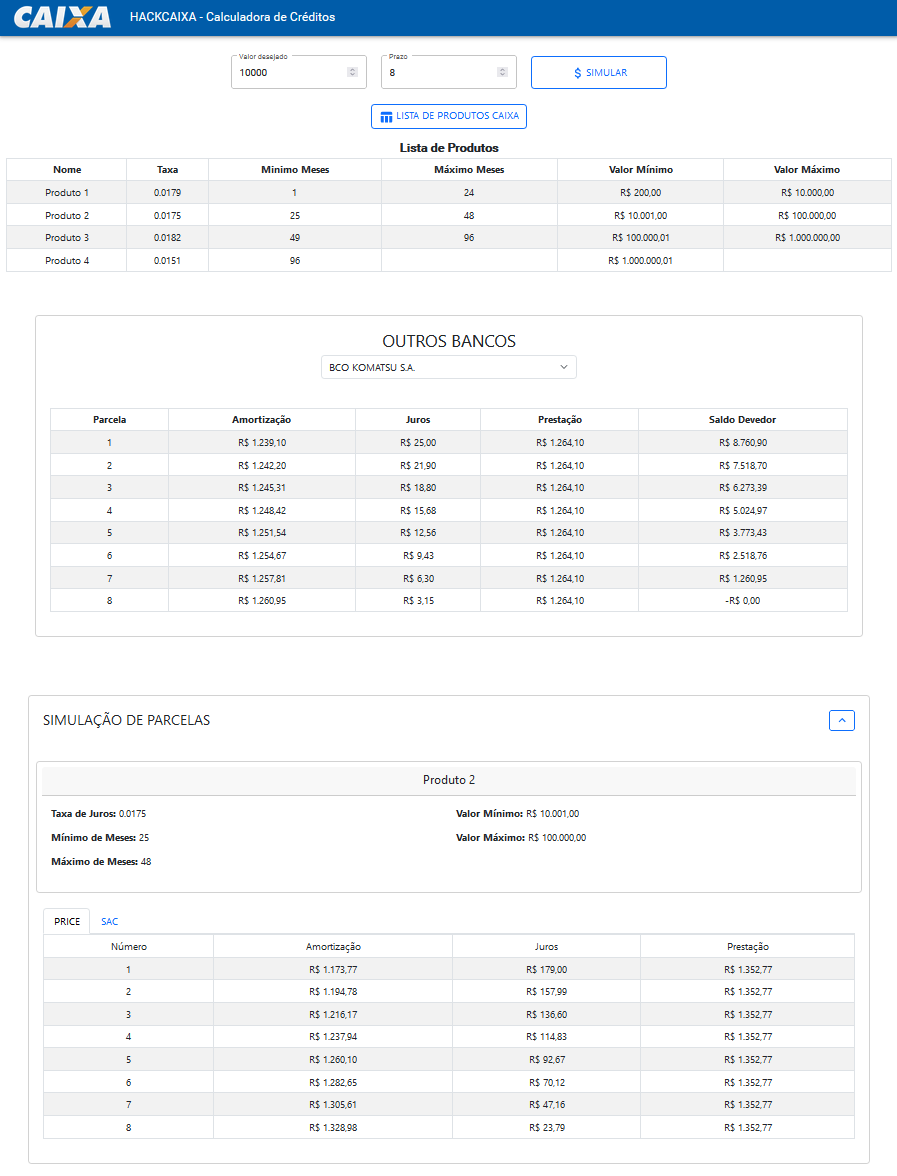 CAIXA HACKCAIXA - Calculadora de Créditos
Valor desejado Prazo
10000 8 $ SIMULAR
LISTA DE PRODUTOS CAIXA
Lista de Produtos
Nome Taxa Minimo Meses Máximo Meses Valor Mínimo Valor Máximo
Produto 1 0.0179 1 24 R$ 200,00 R$ 10.000,00
Produto 2 0.0175 25 48 R$ 10.001,00 R$ 100.000,00
Produto 3 0.0182 49 96 R$ 100.000,01 R$ 1.000.000,00
Produto 4 0.0151 96 R$ 1.000.000,01
OUTROS BANCOS
BCO KOMATSU S.A.
Parcela Amortização Juros Prestação Saldo Devedor
1 R$ 1.239,10 R$ 25,00 R$ 1.264,10 R$ 8.760,90
2 R$ 1.242,20 R$ 21,90 R$ 1.264,10 R$ 7.518,70
3 R$ 1.245,31 R$ 18,80 R$ 1.264,10 R$ 6.273,39
4 R$ 1.248,42 R$ 15,68 R$ 1.264,10 R$ 5.024,97
5 R$ 1.251,54 R$ 12,56 R$ 1.264,10 R$ 3.773,43
6 R$ 1.254,67 R$ 9,43 R$ 1.264,10 R$ 2.518,76
7 R$ 1.257,81 R$ 6,30 R$ 1.264,10 R$ 1.260,95
8 R$ 1.260,95 R$ 3,15 R$ 1.264,10 -R$ 0,00
SIMULAÇÃO DE PARCELAS
Produto 2
Taxa de Juros: 0.0175 Valor Mínimo: R$ 10.001,00
Mínimo de Meses: 25 Valor Máximo: R$ 100.000,00
Máximo de Meses: 48
PRICE SAC
Número Amortização Juros Prestação
1 R$ 1.173,77 R$ 179,00 R$ 1.352,77
2 R$ 1.194,78 R$ 157,99 R$ 1.352,77
3 R$ 1.216,17 R$ 136,60 R$ 1.352,77
4 R$ 1.237,94 R$ 114,83 R$ 1.352,77
5 R$ 1.260,10 R$ 92,67 R$ 1.352,77
6 R$ 1.282,65 R$ 70,12 R$ 1.352,77
7 R$ 1.305,61 R$ 47,16 R$ 1.352,77
8 R$ 1.328,98 R$ 23,79 R$ 1.352,77